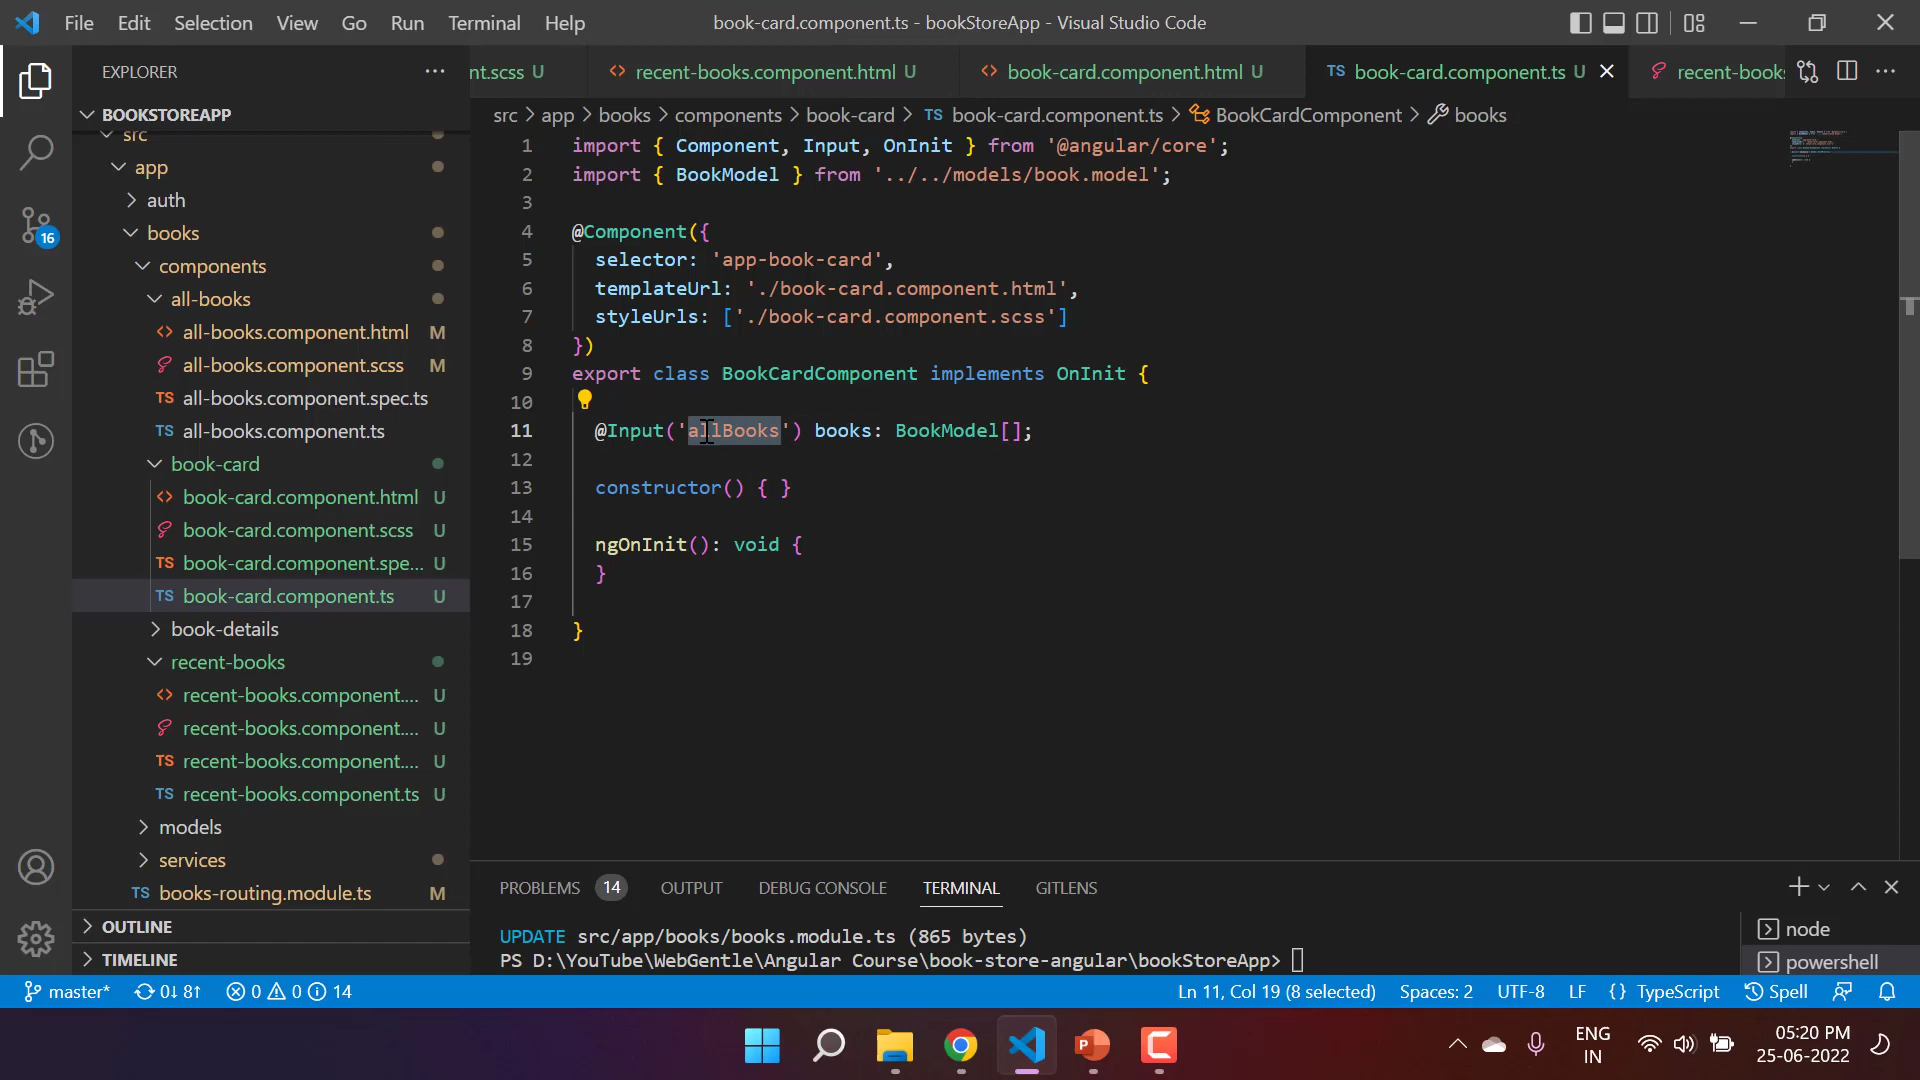 File Edit Selection View Go Run Terminal Help
book-card.component.ts - bookStoreApp - Visual Studio Code
EXPLORER
nt.scss U
recent-books.component.html U
book-card.component.html U
TS book-card.component.ts U
recent-books
BOOKSTOREAPP
src > app > books > components > book-card > TS book-card.component.ts > BookCardComponent > books
src
app
auth
books
components
all-books
all-books.component.html M
all-books.component.scss M
TS all-books.component.spec.ts
TS all-books.component.ts
book-card
book-card.component.html U
book-card.component.scss U
TS book-card.component.spe... U
TS book-card.component.ts U
book-details
recent-books
recent-books.component.... U
recent-books.component.... U
TS recent-books.component.... U
TS recent-books.component.ts U
models
services
TS books-routing.module.ts M
OUTLINE
TIMELINE
16
1 import { Component, Input, OnInit } from '@angular/core';
2 import { BookModel } from '../../models/book.model';
3
4 @Component({
5 selector: 'app-book-card',
6 templateUrl: './book-card.component.html',
7 styleUrls: ['./book-card.component.scss']
8 })
9 export class BookCardComponent implements OnInit {
10
11 @Input('allBooks') books: BookModel[];
12
13 constructor() { }
14
15 ngOnInit(): void {
16 }
17
18 }
19
PROBLEMS 14 OUTPUT DEBUG CONSOLE TERMINAL GITLENS
UPDATE src/app/books/books.module.ts (865 bytes)
PS D:\YouTube\WebGentle\Angular Course\book-store-angular\bookStoreApp>
node
powershell
master* 0↓ 8↑ 0 0 14
Ln 11, Col 19 (8 selected) Spaces: 2 UTF-8 LF {} TypeScript Spell
ENG
IN
05:20 PM
25-06-2022